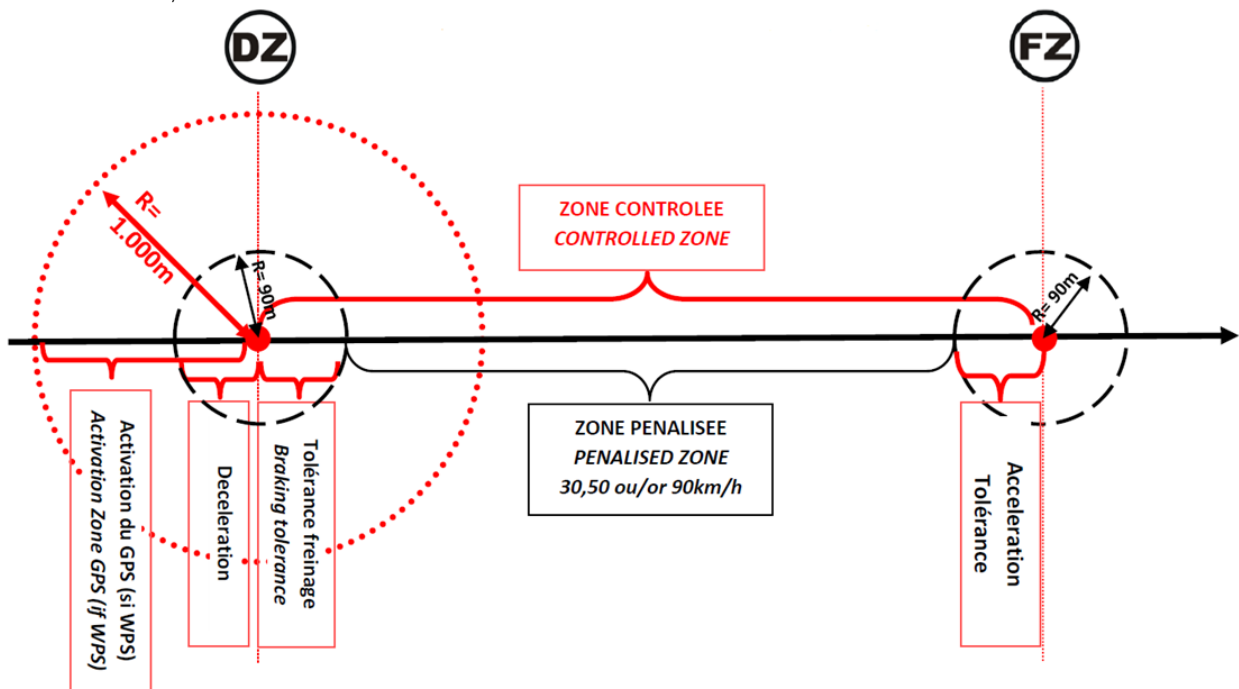 DZ
FZ
R=
1.000m
R= 90m
R= 90m
ZONE CONTROLEE
CONTROLLED ZONE
ZONE PENALISEE
PENALISED ZONE
30,50 ou/or 90km/h
Activation du GPS (si WPS)
Activation Zone GPS (if WPS)
Deceleration
Tolérance freinage
Braking tolerance
Acceleration
Tolérance